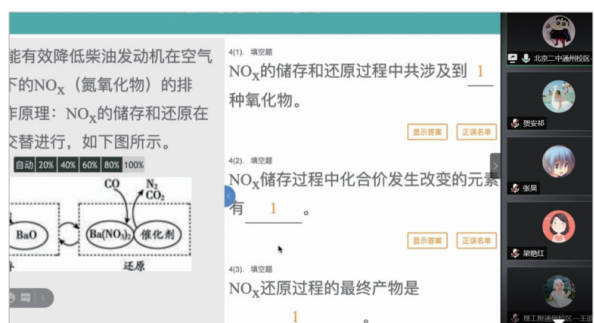 能有效降低柴油发动机在空气
下的NOX（氮氧化物）的排
作原理：NOX的储存和还原在
交替进行，如下图所示。
自动 20% 40% 60% 80% 100%
CO
N2
CO2
BaO
Ba(NO3)2
催化剂
还原
4(1). 填空题
NOX的储存和还原过程中共涉及到 1
种氧化物。
显示答案 正误名单
4(2). 填空题
NOX储存过程中化合价发生改变的元素
有 1 。
显示答案 正误名单
4(3). 填空题
NOX还原过程的最终产物是
1 。
北京二中通州校区
贺安祁
张昊
梁艳红